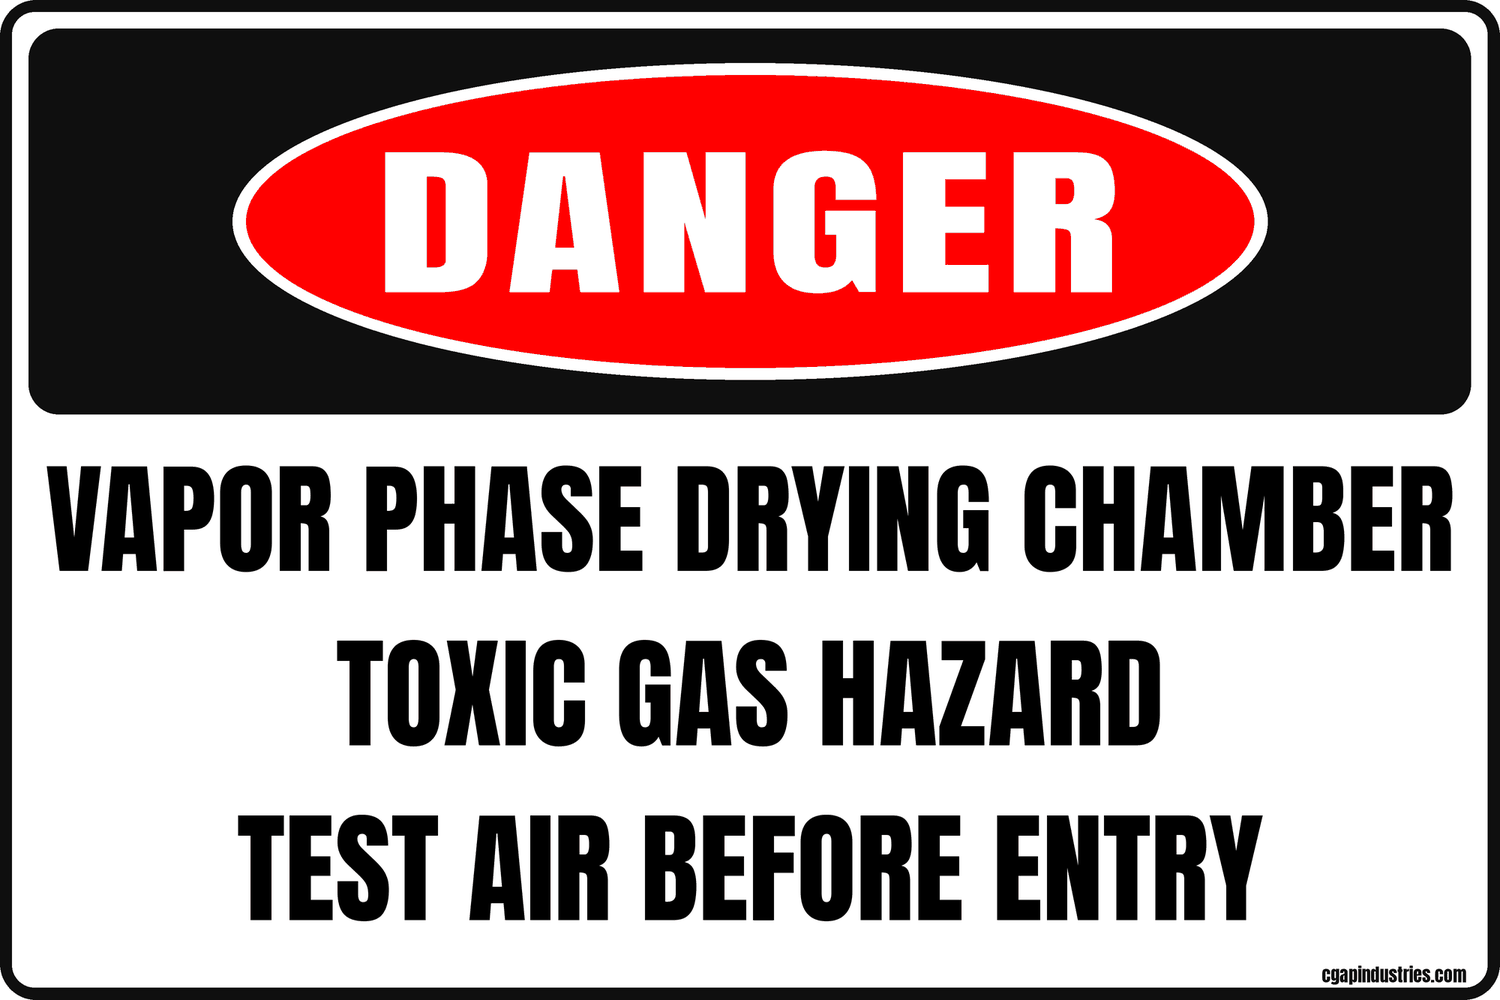 DANGER
VAPOR PHASE DRYING CHAMBER
TOXIC GAS HAZARD
TEST AIR BEFORE ENTRY
cgapindustries.com